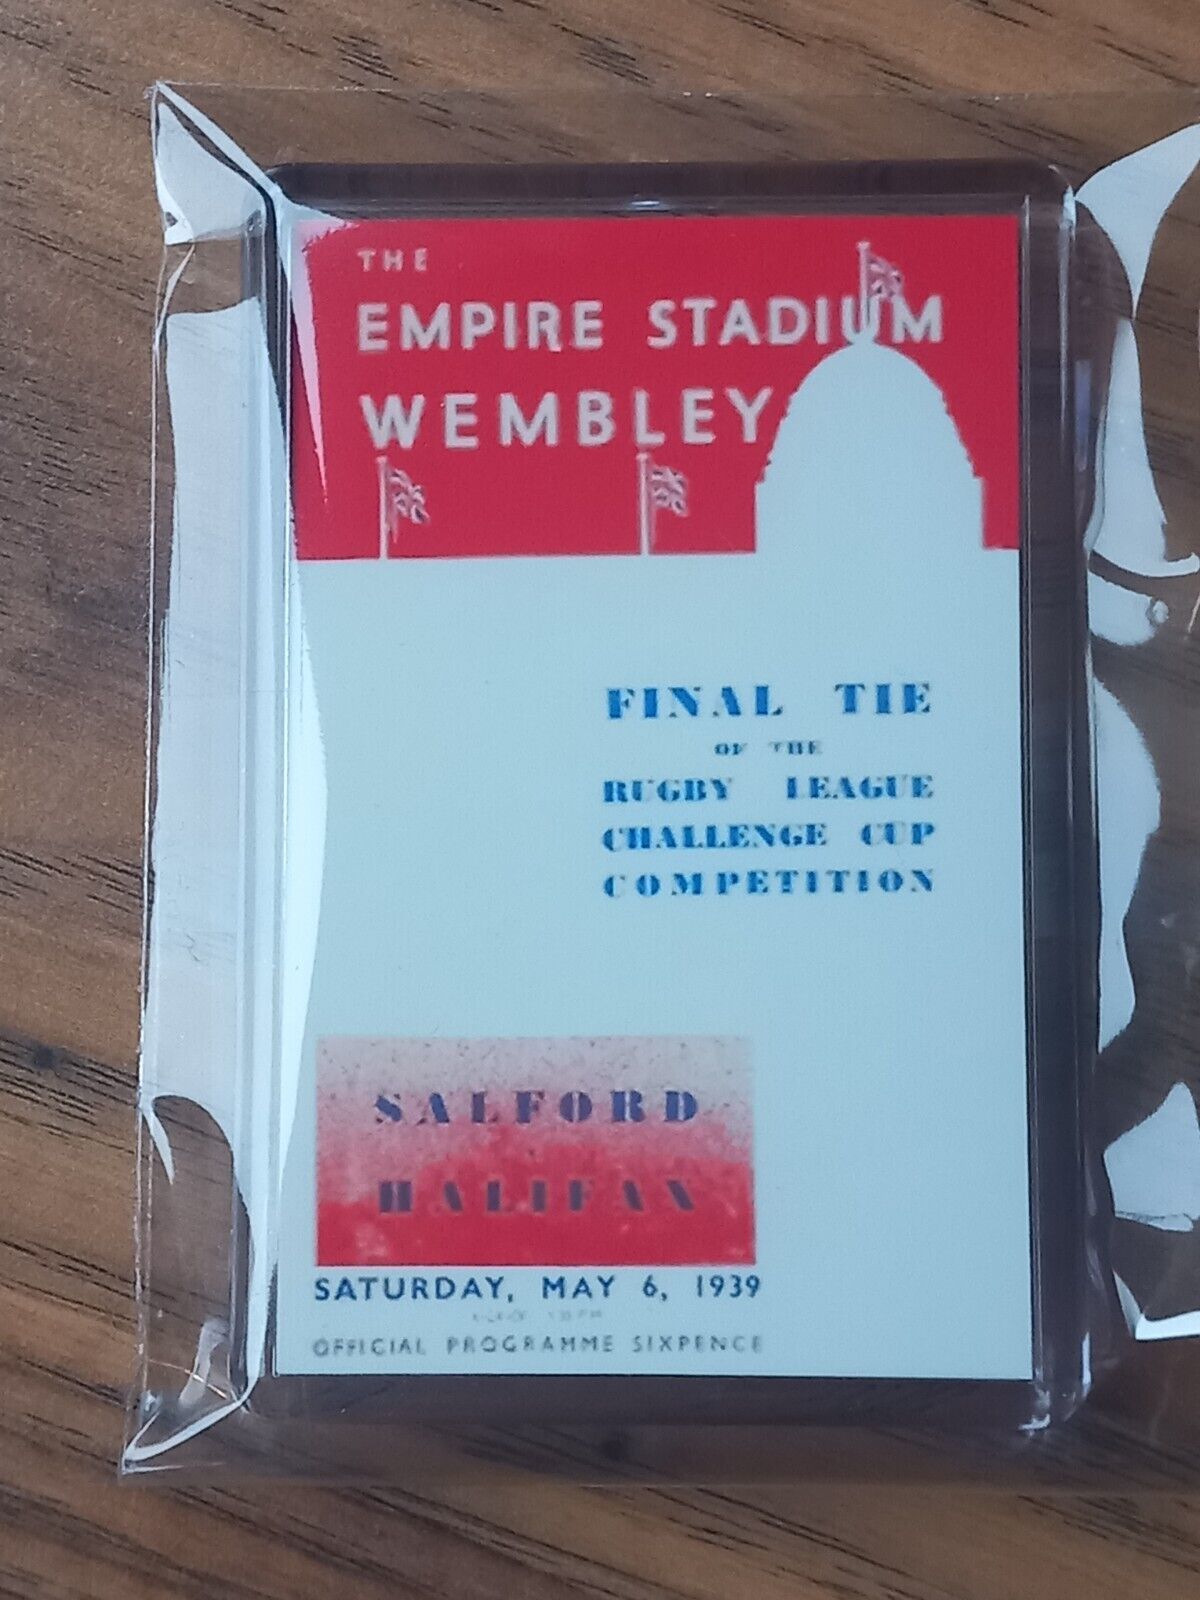 THE
EMPIRE STADIUM
WEMBLEY
FINAL TIE
OF THE
RUGBY LEAGUE
CHALLENGE CUP
COMPETITION
SALFORD
HALIFAX
SATURDAY, MAY 6, 1939
OFFICIAL PROGRAMME SIXPENCE